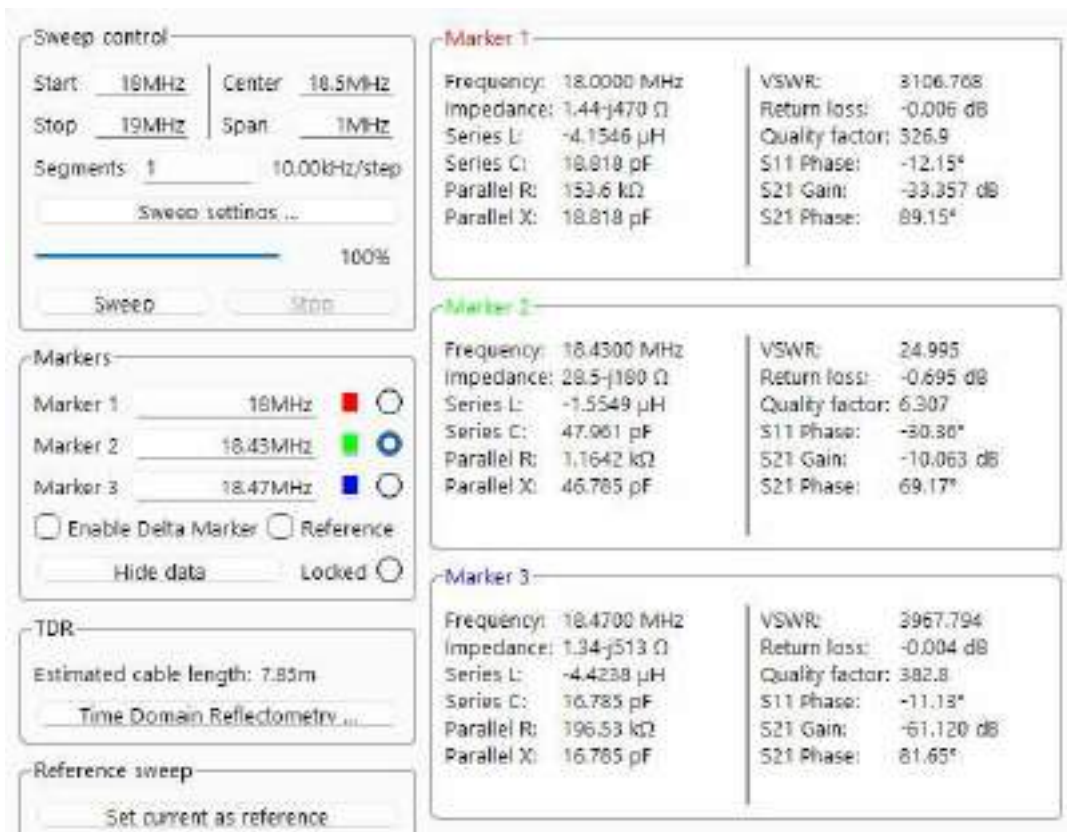 Sweep control
Start 18MHz Center 18.5MHz
Stop 19MHz Span 1MHz
Segments 1 10.00kHz/step
Sweep settings ...
100%
Sweep Stop
Markers
Marker 1 18MHz
Marker 2 18.43MHz
Marker 3 18.47MHz
Enable Delta Marker Reference
Hide data Locked
TDR
Estimated cable length: 7.85m
Time Domain Reflectometry ...
Reference sweep
Set current as reference
Marker 1
Frequency: 18.0000 MHz VSWR: 3106.768
Impedance: 1.44-j470 Ω Return loss: -0.006 dB
Series L: -4.1546 μH Quality factor: 326.9
Series C: 18.818 pF S11 Phase: -12.15°
Parallel R: 153.6 kΩ S21 Gain: -33.357 dB
Parallel X: 18.818 pF S21 Phase: 89.15°
Marker 2
Frequency: 18.4300 MHz VSWR: 24.995
Impedance: 28.5-j180 Ω Return loss: -0.695 dB
Series L: -1.5549 μH Quality factor: 6.307
Series C: 47.961 pF S11 Phase: -30.36°
Parallel R: 1.1642 kΩ S21 Gain: -10.063 dB
Parallel X: 46.785 pF S21 Phase: 69.17°
Marker 3
Frequency: 18.4700 MHz VSWR: 3967.794
Impedance: 1.34-j513 Ω Return loss: -0.004 dB
Series L: -4.4238 μH Quality factor: 382.8
Series C: 16.785 pF S11 Phase: -11.13°
Parallel R: 196.53 kΩ S21 Gain: -61.120 dB
Parallel X: 16.785 pF S21 Phase: 81.65°